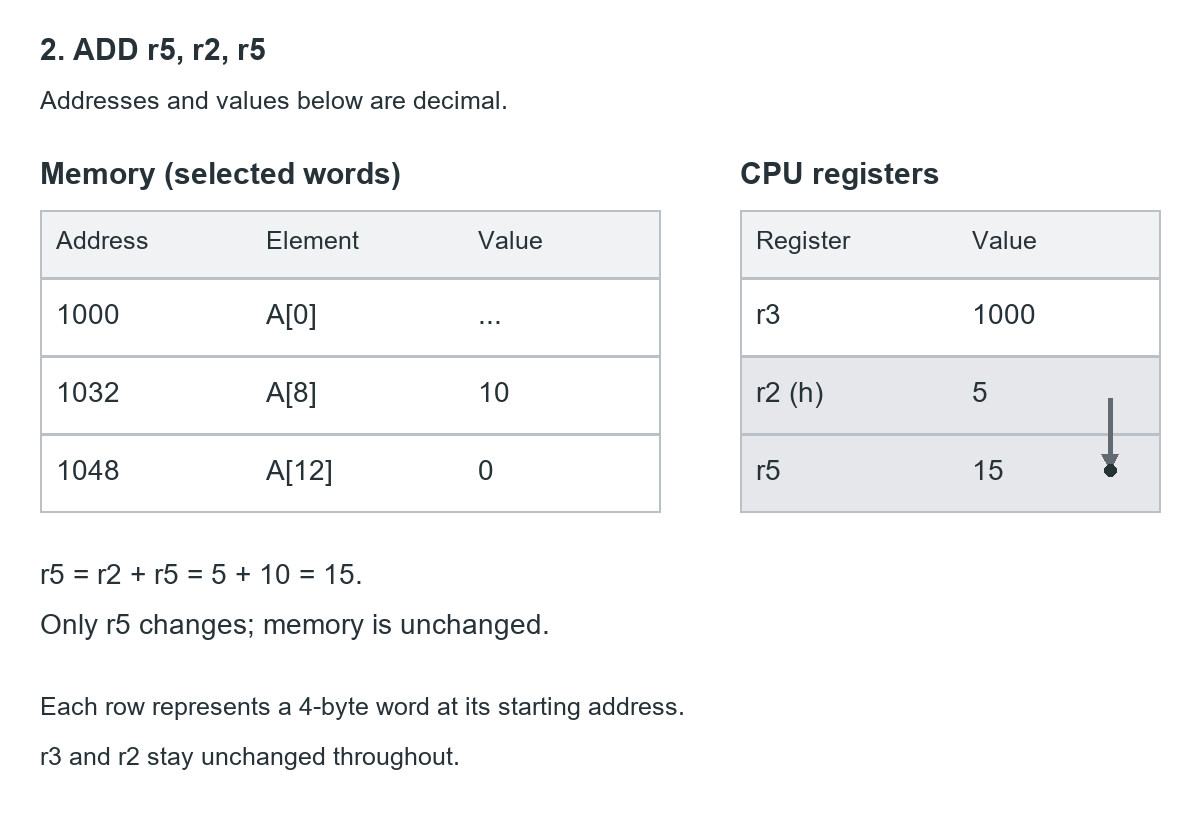 2. ADD r5, r2, r5
Addresses and values below are decimal.
Memory (selected words)
Address Element Value
1000 A[0] ...
1032 A[8] 10
1048 A[12] 0
CPU registers
Register Value
r3 1000
r2 (h) 5
r5 15
r5 = r2 + r5 = 5 + 10 = 15.
Only r5 changes; memory is unchanged.
Each row represents a 4-byte word at its starting address.
r3 and r2 stay unchanged throughout.